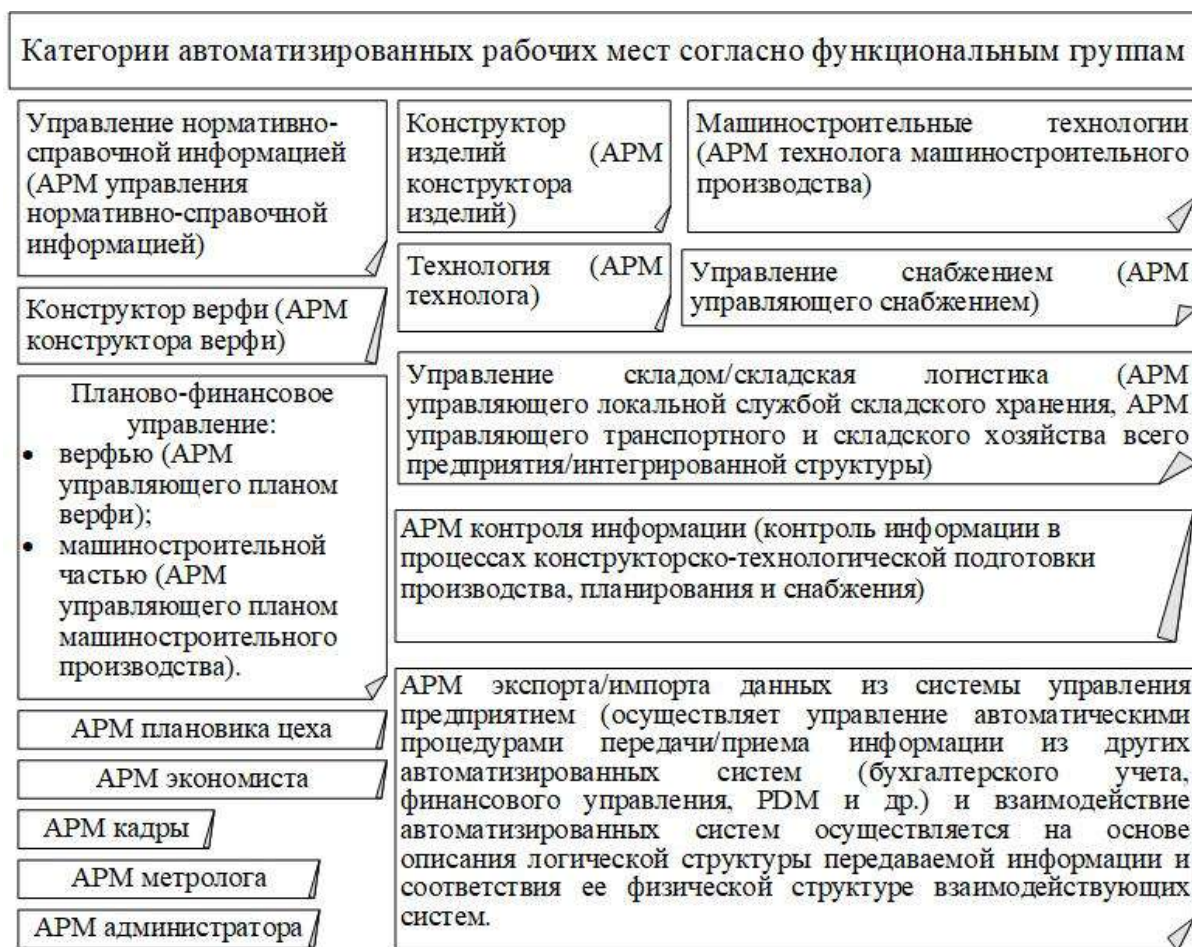 Категории автоматизированных рабочих мест согласно функциональным группам
Управление нормативно-
справочной информацией
(АРМ управления
нормативно-справочной
информацией)
Конструктор верфи (АРМ
конструктора верфи)
Планово-финансовое
управление:
• верфью (АРМ
управляющего планом
верфи);
• машиностроительной
частью (АРМ
управляющего планом
машиностроительного
производства).
АРМ плановика цеха
АРМ экономиста
АРМ кадры
АРМ метролога
АРМ администратора
Конструктор
изделий (АРМ
конструктора
изделий)
Машиностроительные технологии
(АРМ технолога машиностроительного
производства)
Технология (АРМ
технолога)
Управление снабжением (АРМ
управляющего снабжением)
Управление складом/складская логистика (АРМ
управляющего локальной службой складского хранения, АРМ
управляющего транспортного и складского хозяйства всего
предприятия/интегрированной структуры)
АРМ контроля информации (контроль информации в
процессах конструкторско-технологической подготовки
производства, планирования и снабжения)
АРМ экспорта/импорта данных из системы управления
предприятием (осуществляет управление автоматическими
процедурами передачи/приема информации из других
автоматизированных систем (бухгалтерского учета,
финансового управления, PDM и др.) и взаимодействие
автоматизированных систем осуществляется на основе
описания логической структуры передаваемой информации и
соответствия ее физической структуре взаимодействующих
систем.